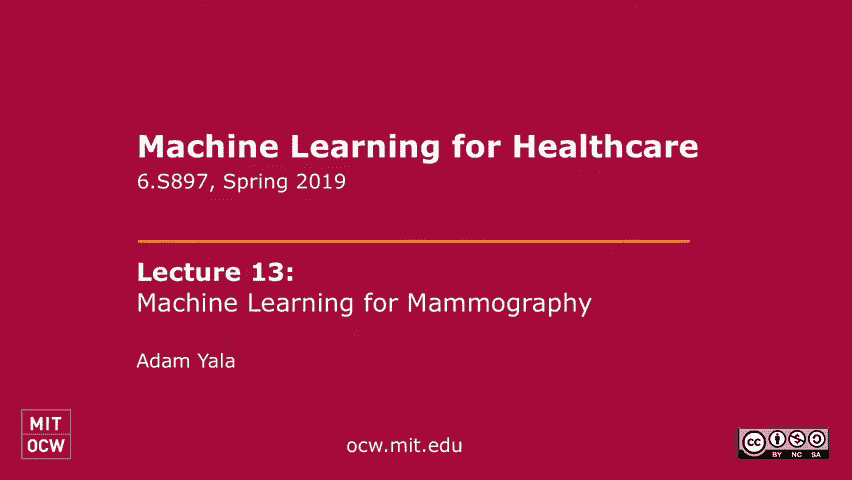 Machine Learning for Healthcare
6.S897, Spring 2019
Lecture 13:
Machine Learning for Mammography
Adam Yala
MIT
OCW
ocw.mit.edu
cc
BY NC SA